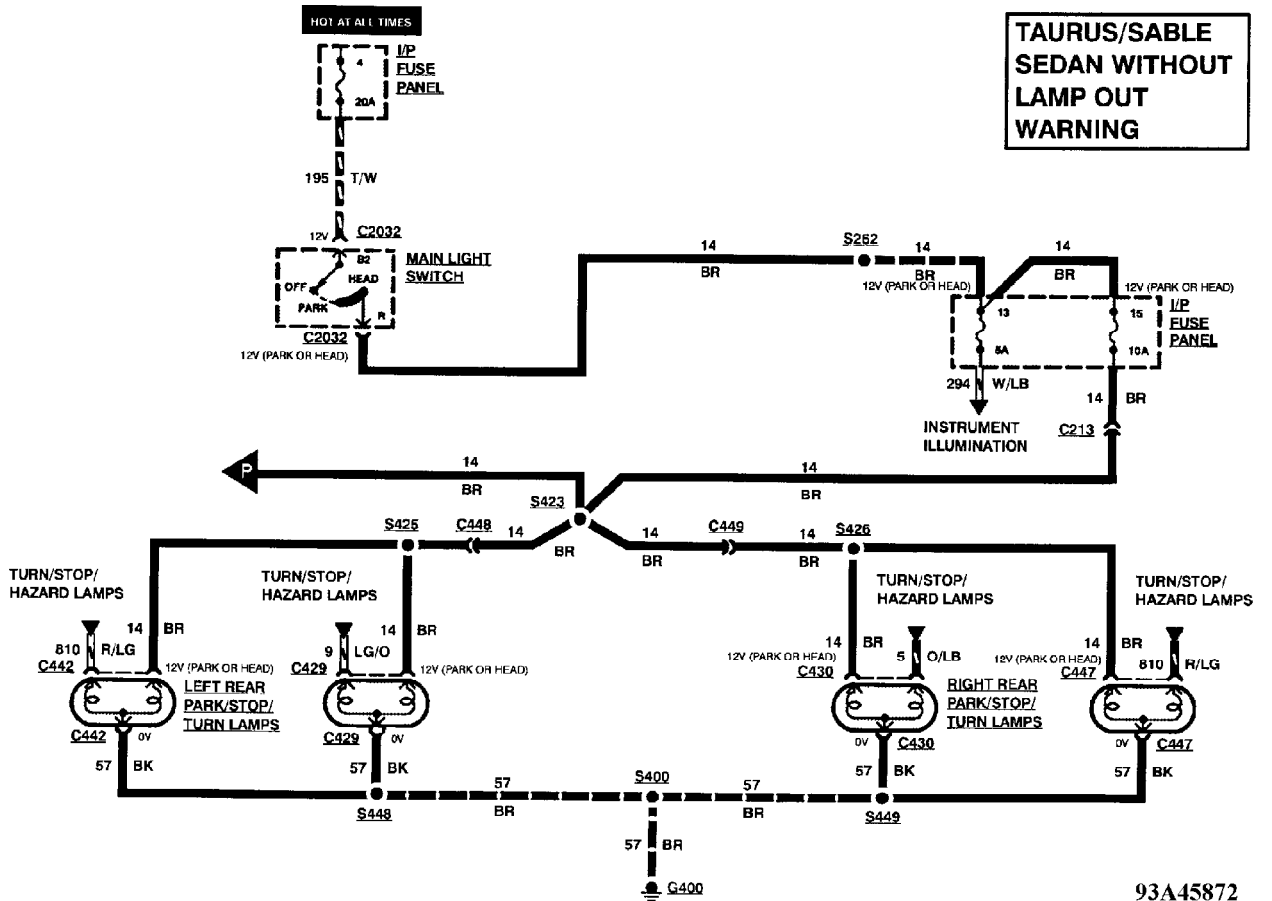 HOT AT ALL TIMES
TAURUS/SABLE
SEDAN WITHOUT
LAMP OUT
WARNING
I/P
FUSE
PANEL
4
20A
195 T/W
12V C2032
B2
MAIN LIGHT
SWITCH
OFF
HEAD
PARK
R
C2032
12V (PARK OR HEAD)
14
BR
S262
14
BR
12V (PARK OR HEAD)
14
BR
12V (PARK OR HEAD)
I/P
FUSE
PANEL
13
5A
15
10A
294 W/LB
14 BR
INSTRUMENT
ILLUMINATION
C213
P
14
BR
14
BR
S423
S425
C448
14
BR
14
BR
C449
14
BR
S426
TURN/STOP/
HAZARD LAMPS
TURN/STOP/
HAZARD LAMPS
TURN/STOP/
HAZARD LAMPS
TURN/STOP/
HAZARD LAMPS
810 R/LG
14 BR
C442
12V (PARK OR HEAD)
9 LG/O
14 BR
C429
12V (PARK OR HEAD)
14 BR
5 O/LB
12V (PARK OR HEAD)
C430
14 BR
810 R/LG
12V (PARK OR HEAD)
C447
LEFT REAR
PARK/STOP/
TURN LAMPS
RIGHT REAR
PARK/STOP/
TURN LAMPS
C442 0V
C429 0V
0V C430
0V C447
57 BK
57 BK
57 BK
57 BK
S448
57
BR
S400
57
BR
S449
57 BR
G400
93A45872